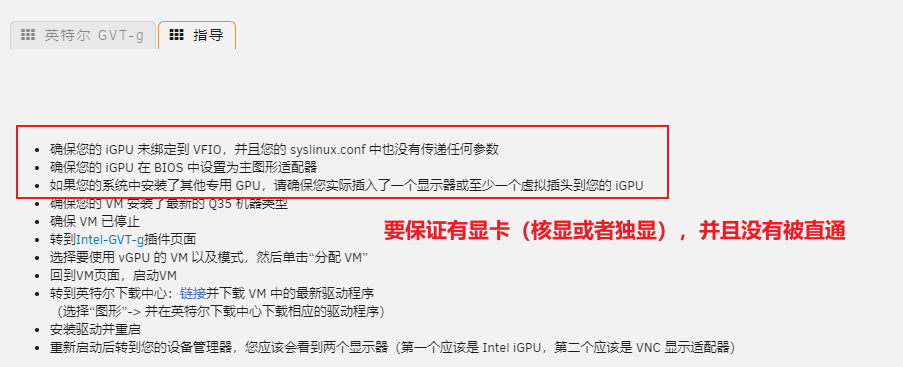 英特尔 GVT-g 指导
确保您的 iGPU 未绑定到 VFIO，并且您的 syslinux.conf 中也没有传递任何参数
确保您的 iGPU 在 BIOS 中设置为主图形适配器
如果您的系统中安装了其他专用 GPU，请确保您实际插入了一个显示器或至少一个虚拟插头到您的 iGPU
确保您的 VM 安装了最新的 Q35 机器类型
确保 VM 已停止
要保证有显卡（核显或者独显），并且没有被直通
转到Intel-GVT-g插件页面
选择要使用 vGPU 的 VM 以及模式，然后单击“分配 VM”
回到VM页面，启动VM
转到英特尔下载中心：链接并下载 VM 中的最新驱动程序
（选择“图形”-> 并在英特尔下载中心下载相应的驱动程序）
安装驱动并重启
重新启动后转到您的设备管理器，您应该会看到两个显示器（第一个应该是 Intel iGPU，第二个应该是 VNC 显示适配器）